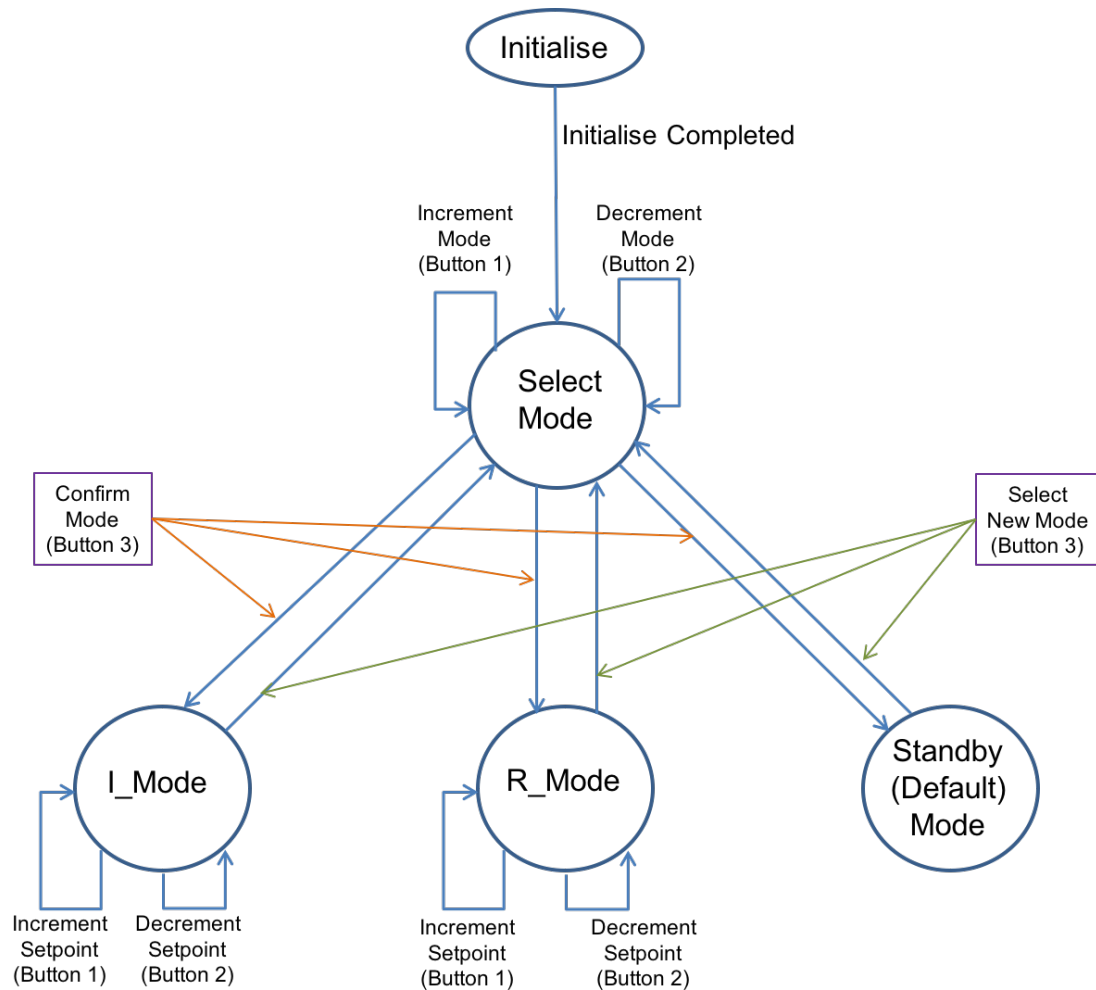 Initialise
Initialise Completed
Increment
Mode
(Button 1)
Decrement
Mode
(Button 2)
Select
Mode
Confirm
Mode
(Button 3)
Select
New Mode
(Button 3)
I_Mode
R_Mode
Standby
(Default)
Mode
Increment
Setpoint
(Button 1)
Decrement
Setpoint
(Button 2)
Increment
Setpoint
(Button 1)
Decrement
Setpoint
(Button 2)